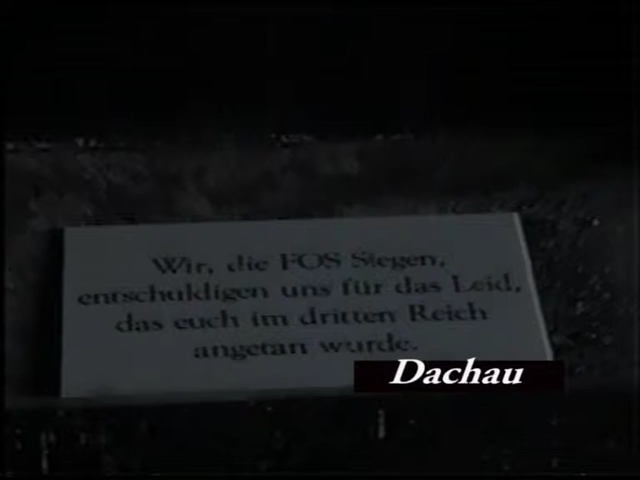 Wir, die FOS Siegen,
entschuldigen uns für das Leid,
das euch im dritten Reich
angetan wurde.
Dachau